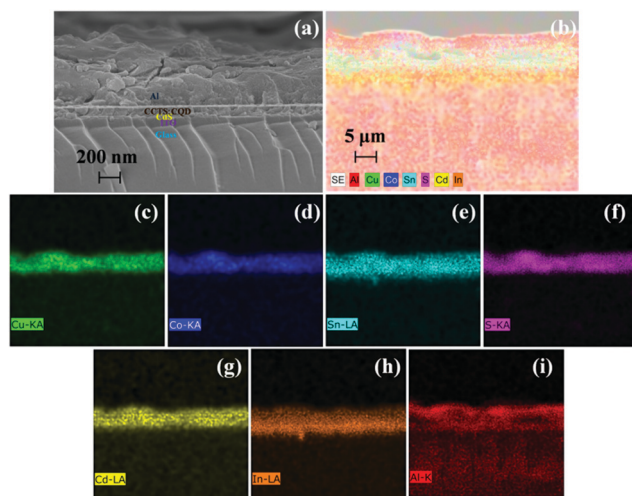 (a)
Al
CCTS:CQD
CdS
Glass
200 nm
(b)
5 μm
SE Al Cu Co Sn S Cd In
(c)
Cu-KA
(d)
Co-KA
(e)
Sn-LA
(f)
S-KA
(g)
Cd-LA
(h)
In-LA
(i)
Al-K